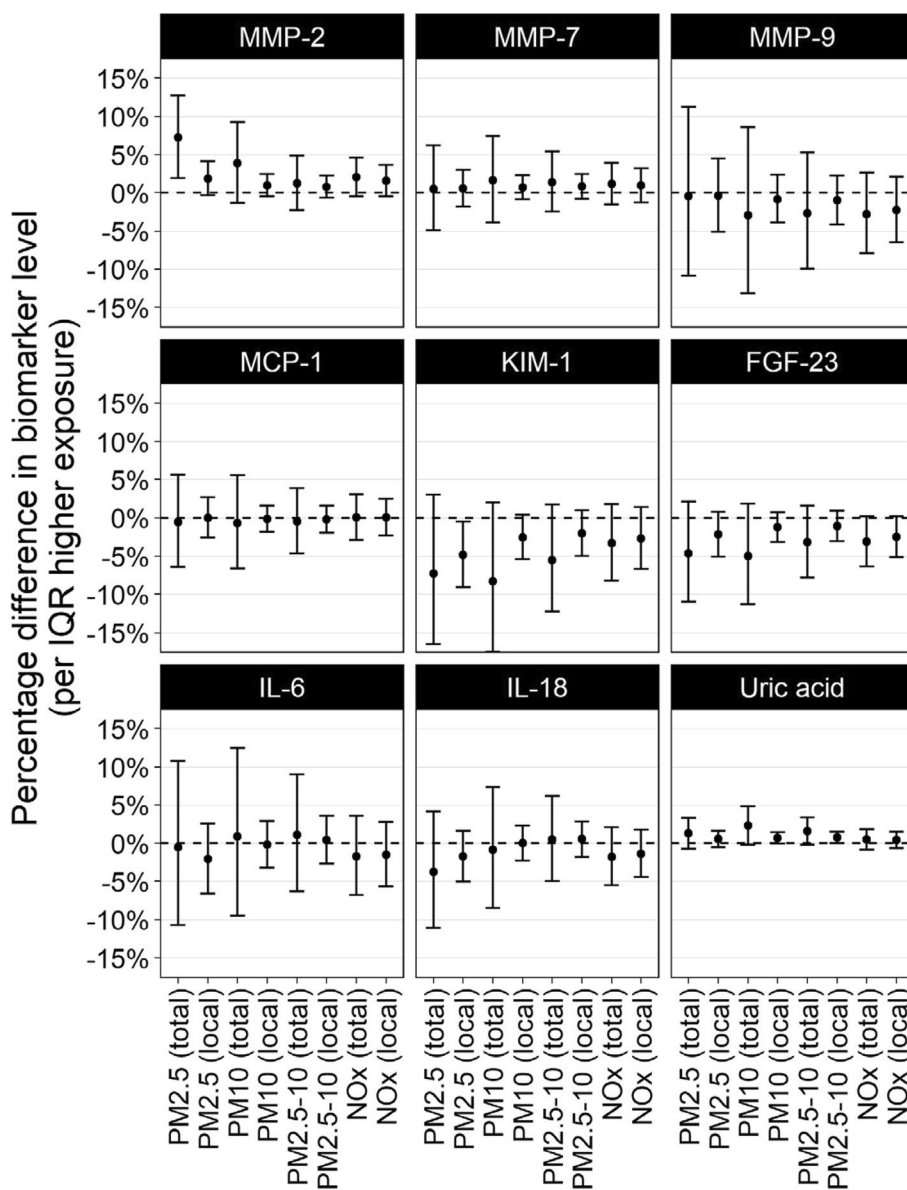 Percentage difference in biomarker level
(per IQR higher exposure)
MMP-2
MMP-7
MMP-9
15%
10%
5%
0%
-5%
-10%
-15%
MCP-1
KIM-1
FGF-23
15%
10%
5%
0%
-5%
-10%
-15%
IL-6
IL-18
Uric acid
15%
10%
5%
0%
-5%
-10%
-15%
PM2.5 (total)
PM2.5 (local)
PM10 (total)
PM10 (local)
PM2.5-10 (total)
PM2.5-10 (local)
NOx (total)
NOx (local)
PM2.5 (total)
PM2.5 (local)
PM10 (total)
PM10 (local)
PM2.5-10 (total)
PM2.5-10 (local)
NOx (total)
NOx (local)
PM2.5 (total)
PM2.5 (local)
PM10 (total)
PM10 (local)
PM2.5-10 (total)
PM2.5-10 (local)
NOx (total)
NOx (local)